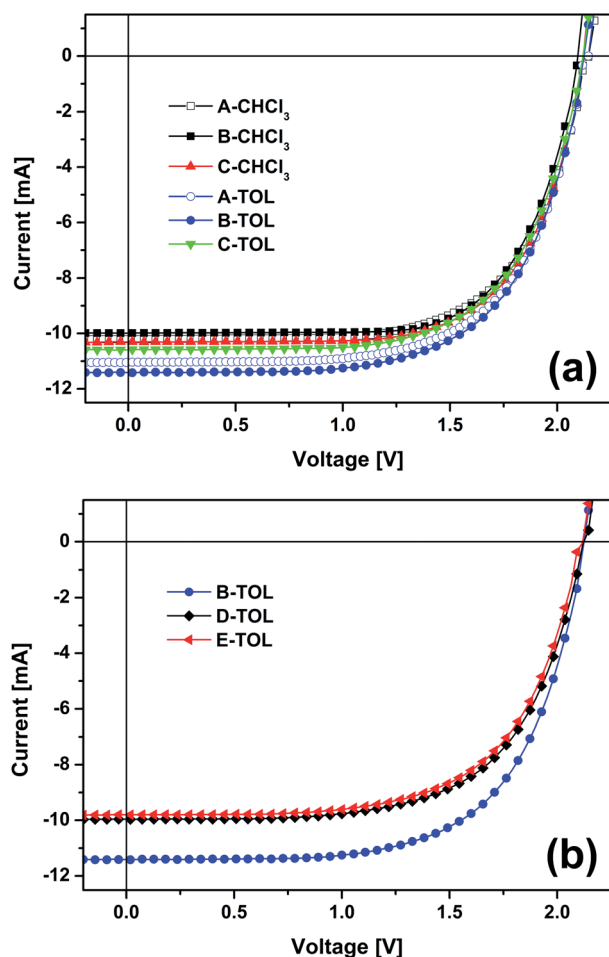 0
-2
-4
-6
-8
-10
-12
Current [mA]
A-CHCl₃
B-CHCl₃
C-CHCl₃
A-TOL
B-TOL
C-TOL
(a)
0.0 0.5 1.0 1.5 2.0
Voltage [V]
0
-2
-4
-6
-8
-10
-12
Current [mA]
B-TOL
D-TOL
E-TOL
(b)
0.0 0.5 1.0 1.5 2.0
Voltage [V]